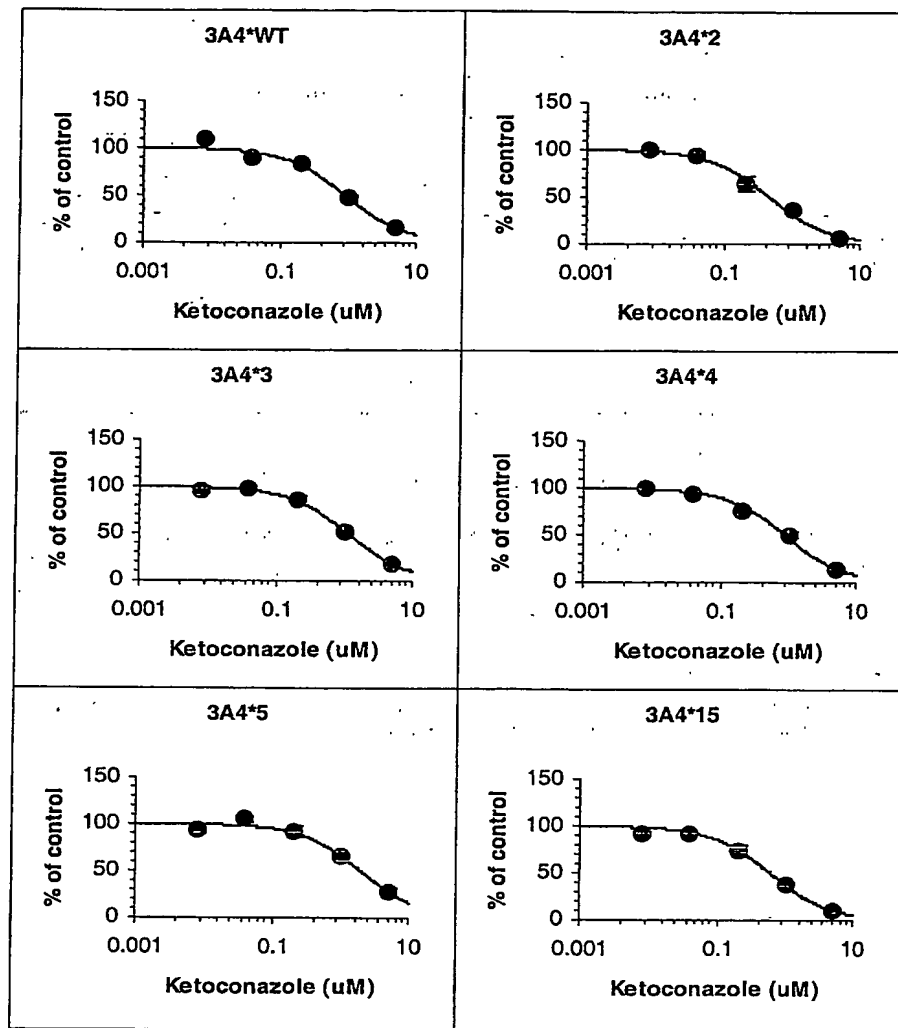 3A4*WT
150
100
50
0
% of control
0.001 0.1 10
Ketoconazole (uM)
3A4*2
150
100
50
0
% of control
0.001 0.1 10
Ketoconazole (uM)
3A4*3
150
100
50
0
% of control
0.001 0.1 10
Ketoconazole (uM)
3A4*4
150
100
50
0
% of control
0.001 0.1 10
Ketoconazole (uM)
3A4*5
150
100
50
0
% of control
0.001 0.1 10
Ketoconazole (uM)
3A4*15
150
100
50
0
% of control
0.001 0.1 10
Ketoconazole (uM)